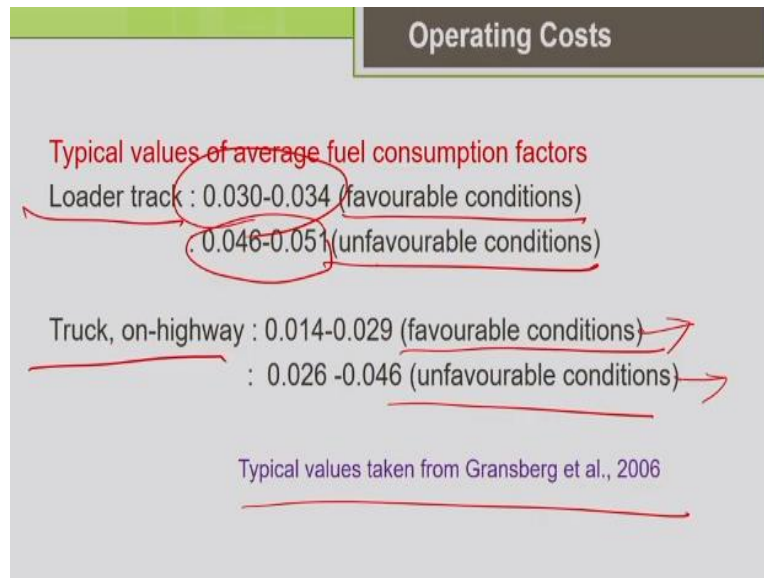 Operating Costs
Typical values of average fuel consumption factors
Loader track : 0.030-0.034 (favourable conditions)
: 0.046-0.051 (unfavourable conditions)
Truck, on-highway : 0.014-0.029 (favourable conditions)
: 0.026 -0.046 (unfavourable conditions)
Typical values taken from Gransberg et al., 2006